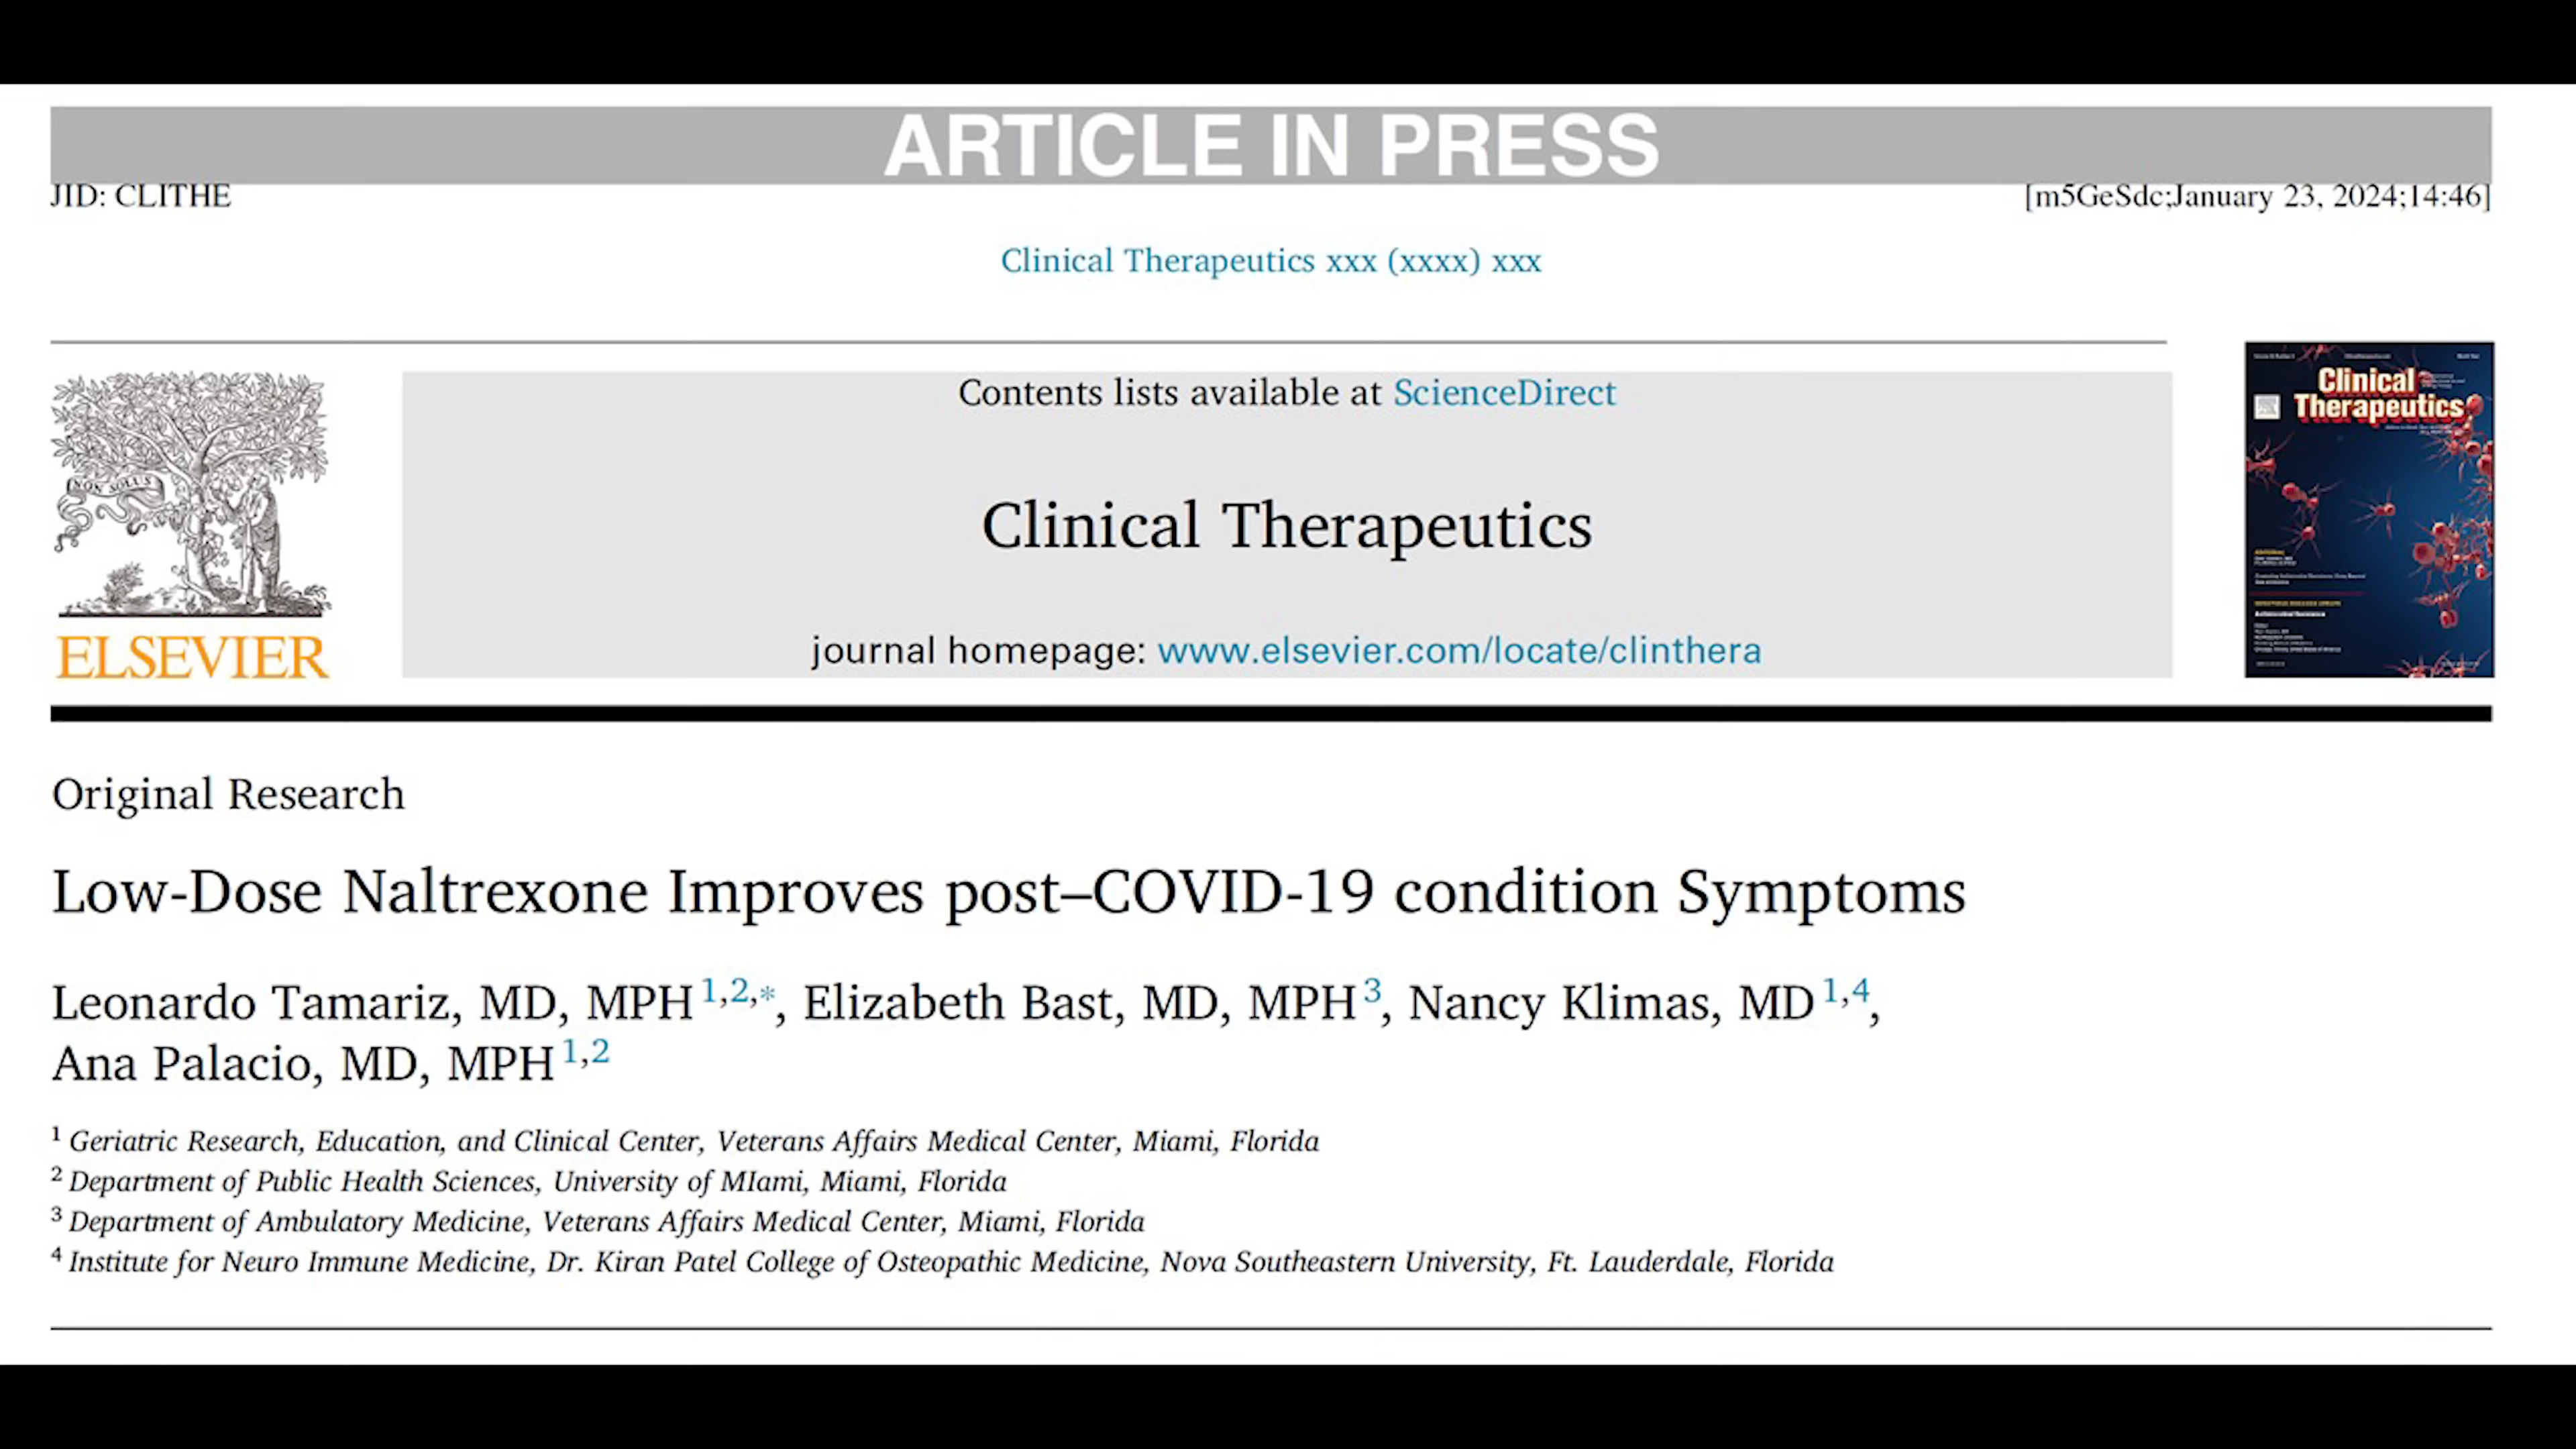 ARTICLE IN PRESS
JID: CLITHE
[m5GeSdc;January 23, 2024;14:46]
Clinical Therapeutics xxx (xxxx) xxx
Contents lists available at ScienceDirect
Clinical Therapeutics
journal homepage: www.elsevier.com/locate/clinthera
NON SOLUS
ELSEVIER
Clinical
Therapeutics
Original Research
Low-Dose Naltrexone Improves post–COVID-19 condition Symptoms
Leonardo Tamariz, MD, MPH 1,2,*, Elizabeth Bast, MD, MPH 3, Nancy Klimas, MD 1,4,
Ana Palacio, MD, MPH 1,2
1 Geriatric Research, Education, and Clinical Center, Veterans Affairs Medical Center, Miami, Florida
2 Department of Public Health Sciences, University of MIami, Miami, Florida
3 Department of Ambulatory Medicine, Veterans Affairs Medical Center, Miami, Florida
4 Institute for Neuro Immune Medicine, Dr. Kiran Patel College of Osteopathic Medicine, Nova Southeastern University, Ft. Lauderdale, Florida